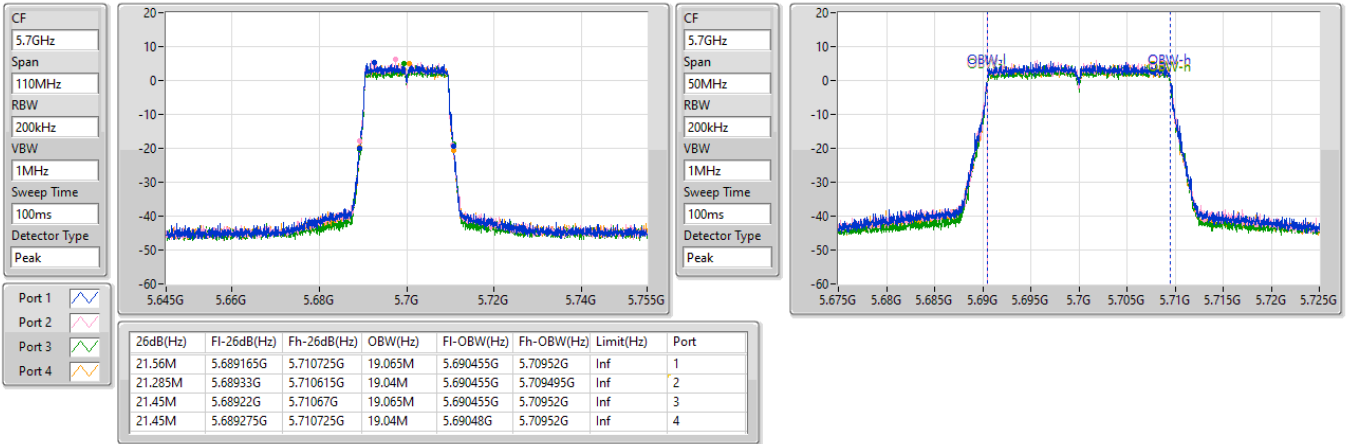 CF
5.7GHz
Span
110MHz
RBW
200kHz
VBW
1MHz
Sweep Time
100ms
Detector Type
Peak
20-
10-
0-
-10-
-20-
-30-
-40-
-50-
-60-
5.645G 5.66G 5.68G 5.7G 5.72G 5.74G 5.755G
CF
5.7GHz
Span
50MHz
RBW
200kHz
VBW
1MHz
Sweep Time
100ms
Detector Type
Peak
20-
10-
0-
-10-
-20-
-30-
-40-
-50-
-60-
OBW-l OBW-h
5.675G 5.68G 5.685G 5.69G 5.695G 5.7G 5.705G 5.71G 5.715G 5.72G 5.725G
Port 1
Port 2
Port 3
Port 4
26dB(Hz) Fl-26dB(Hz) Fh-26dB(Hz) OBW(Hz) Fl-OBW(Hz) Fh-OBW(Hz) Limit(Hz) Port
21.56M 5.689165G 5.710725G 19.065M 5.690455G 5.70952G Inf 1
21.285M 5.68933G 5.710615G 19.04M 5.690455G 5.709495G Inf 2
21.45M 5.68922G 5.71067G 19.065M 5.690455G 5.70952G Inf 3
21.45M 5.689275G 5.710725G 19.04M 5.69048G 5.70952G Inf 4